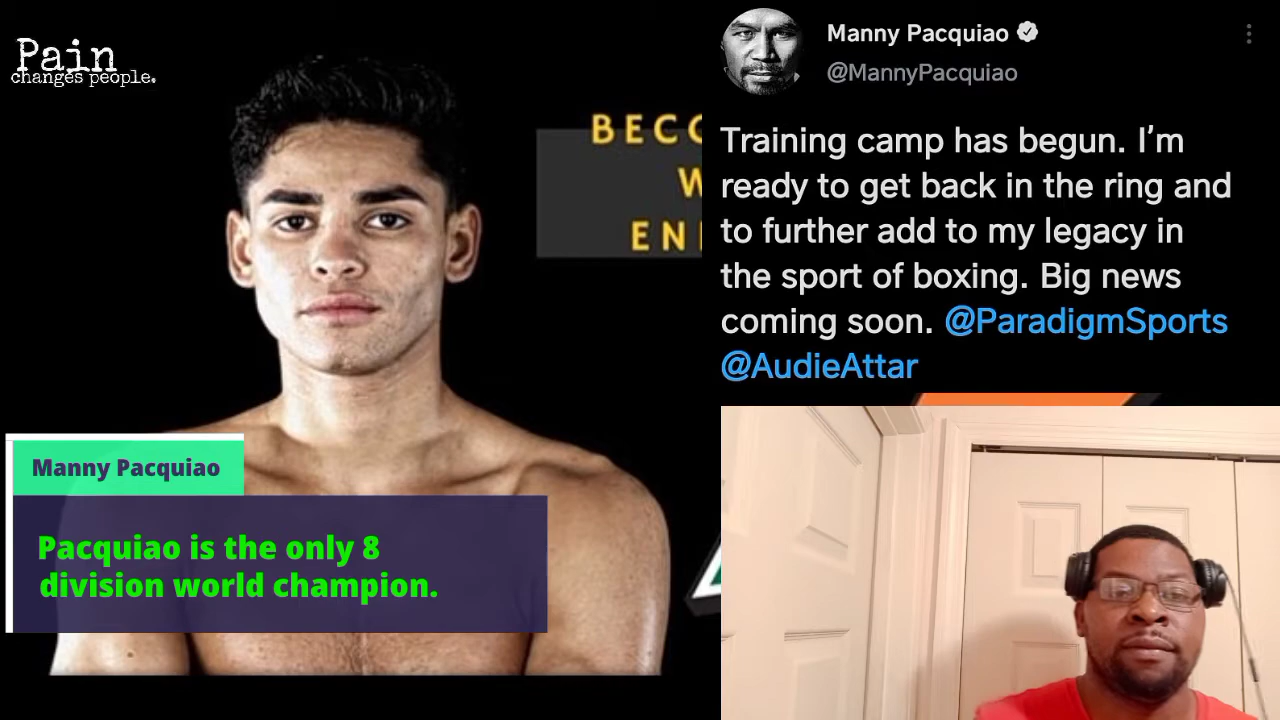 Pain
changes people.
BECO
W
EN
Manny Pacquiao
@MannyPacquiao
Training camp has begun. I'm
ready to get back in the ring and
to further add to my legacy in
the sport of boxing. Big news
coming soon. @ParadigmSports
@AudieAttar
Manny Pacquiao
Pacquiao is the only 8
division world champion.